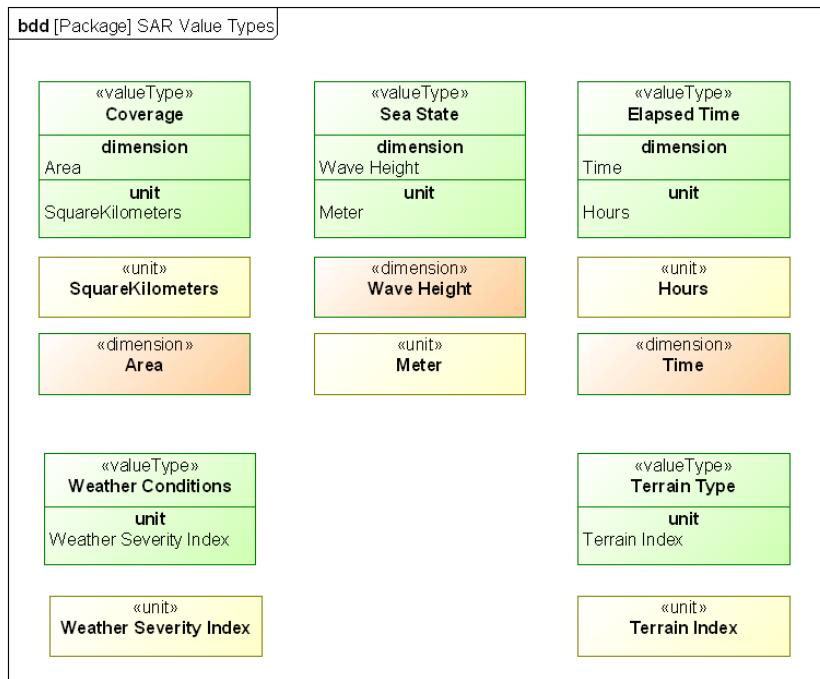 bdd [Package] SAR Value Types
«valueType»
Coverage
dimension
Area
unit
SquareKilometers
«valueType»
Sea State
dimension
Wave Height
unit
Meter
«valueType»
Elapsed Time
dimension
Time
unit
Hours
«unit»
SquareKilometers
«dimension»
Wave Height
«unit»
Hours
«dimension»
Area
«unit»
Meter
«dimension»
Time
«valueType»
Weather Conditions
unit
Weather Severity Index
«valueType»
Terrain Type
unit
Terrain Index
«unit»
Weather Severity Index
«unit»
Terrain Index